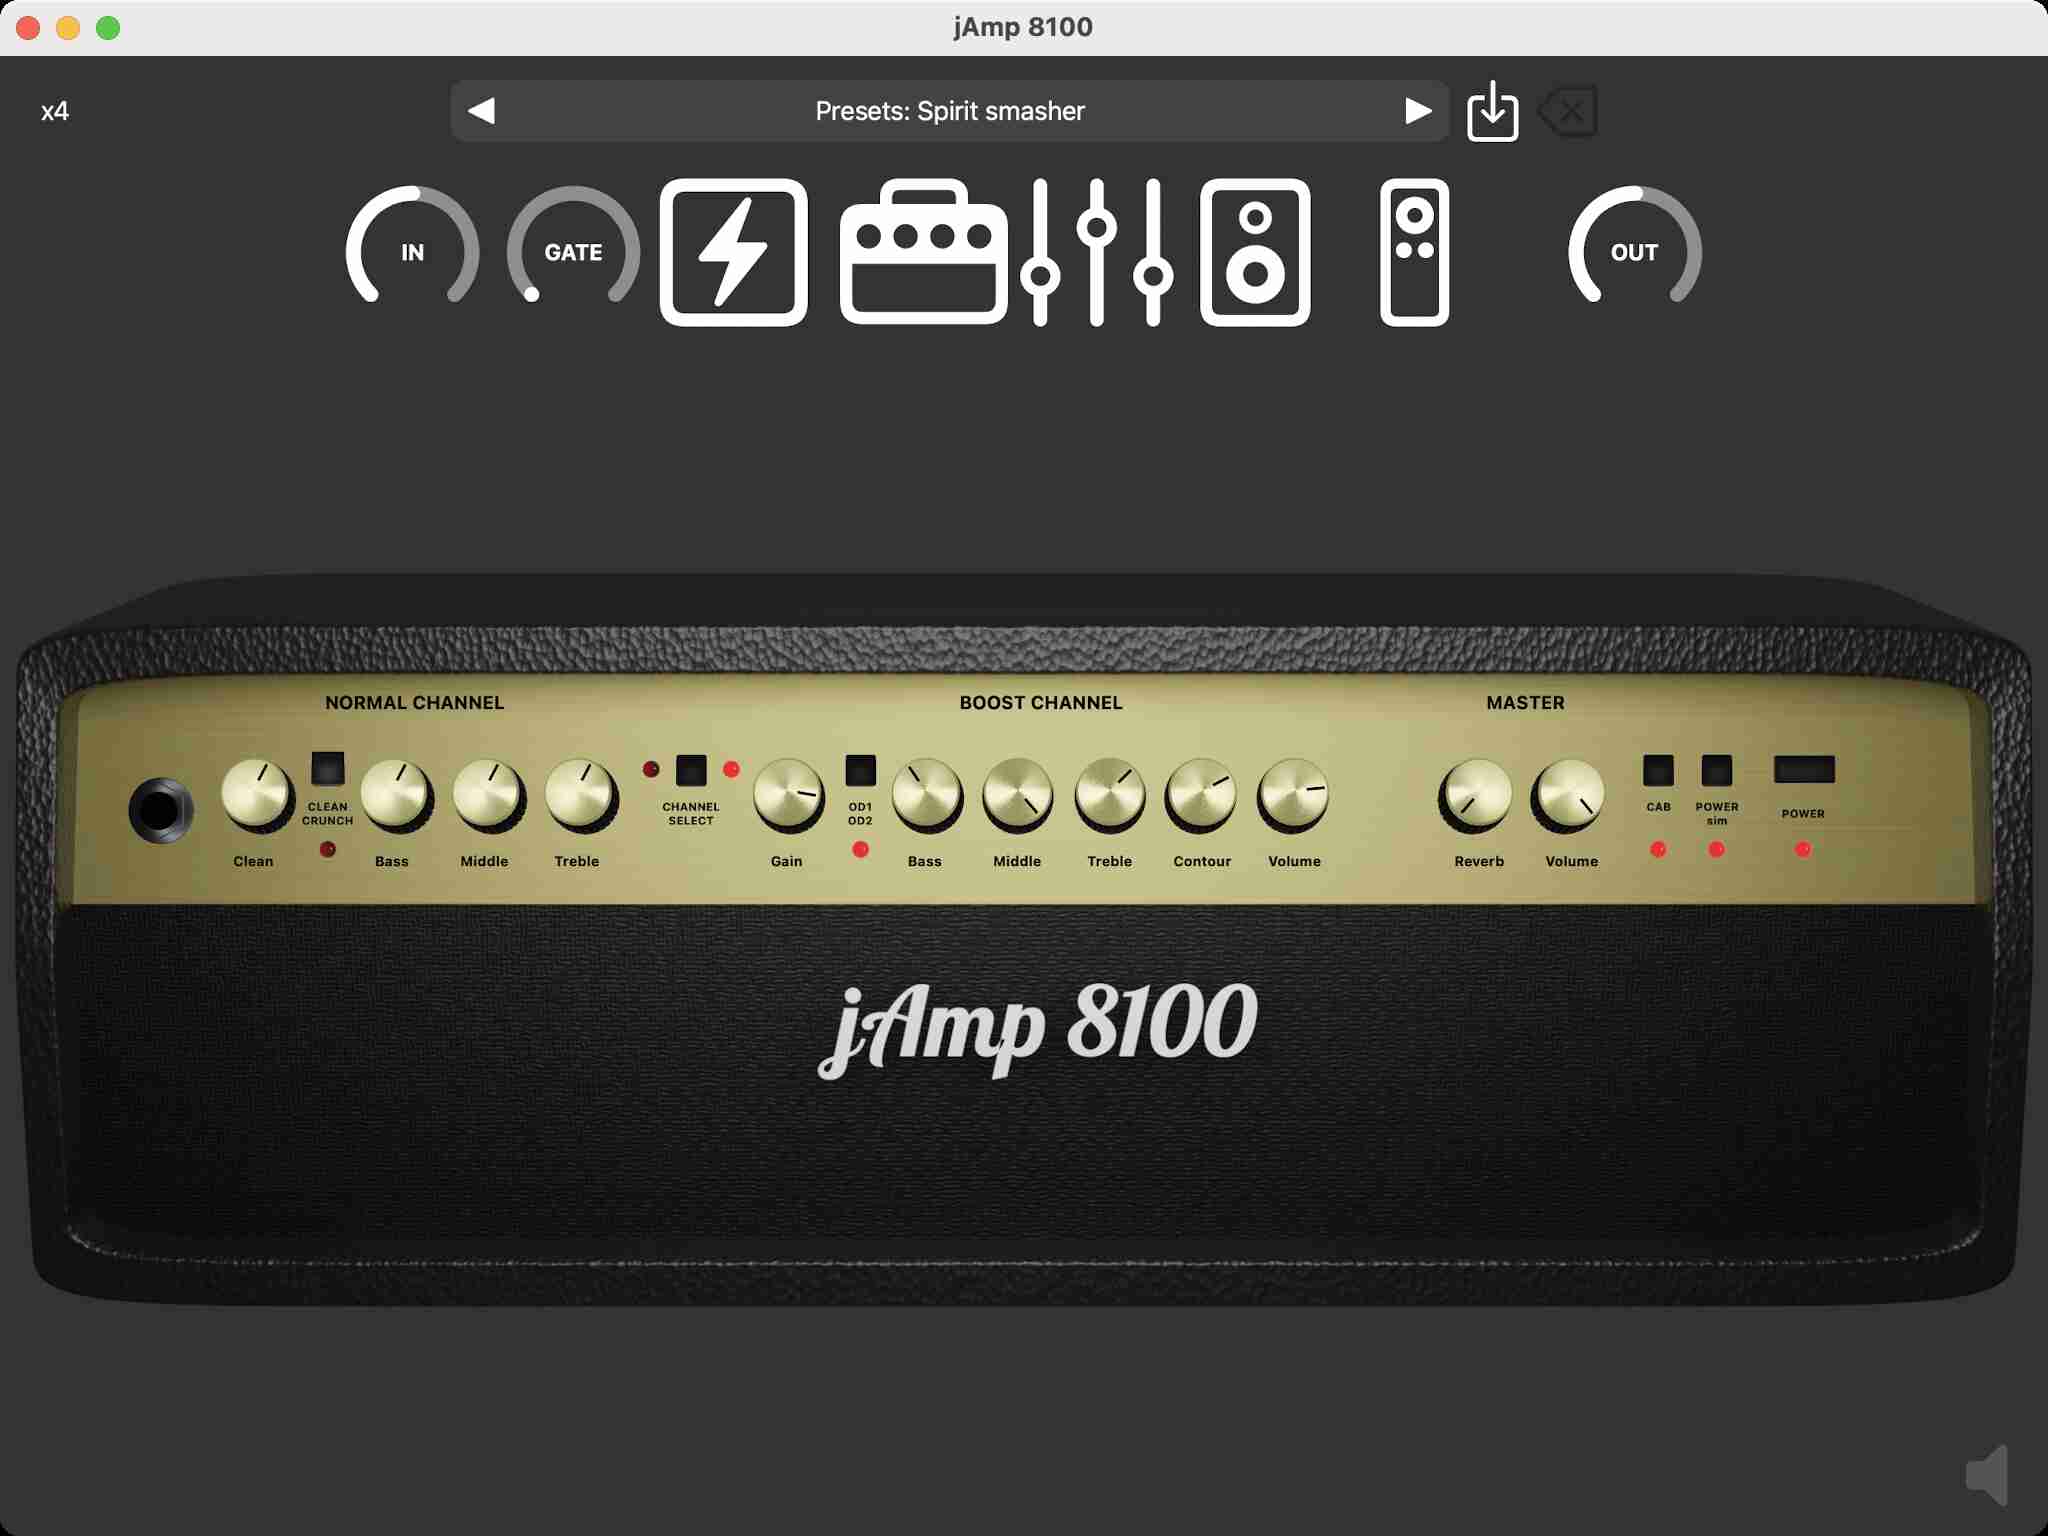 jAmp 8100
x4
Presets: Spirit smasher
IN
GATE
OUT
NORMAL CHANNEL
BOOST CHANNEL
MASTER
CLEAN
CRUNCH
CHANNEL
SELECT
OD1
OD2
CAB
POWER
sim
POWER
Clean
Bass
Middle
Treble
Gain
Bass
Middle
Treble
Contour
Volume
Reverb
Volume
jAmp 8100